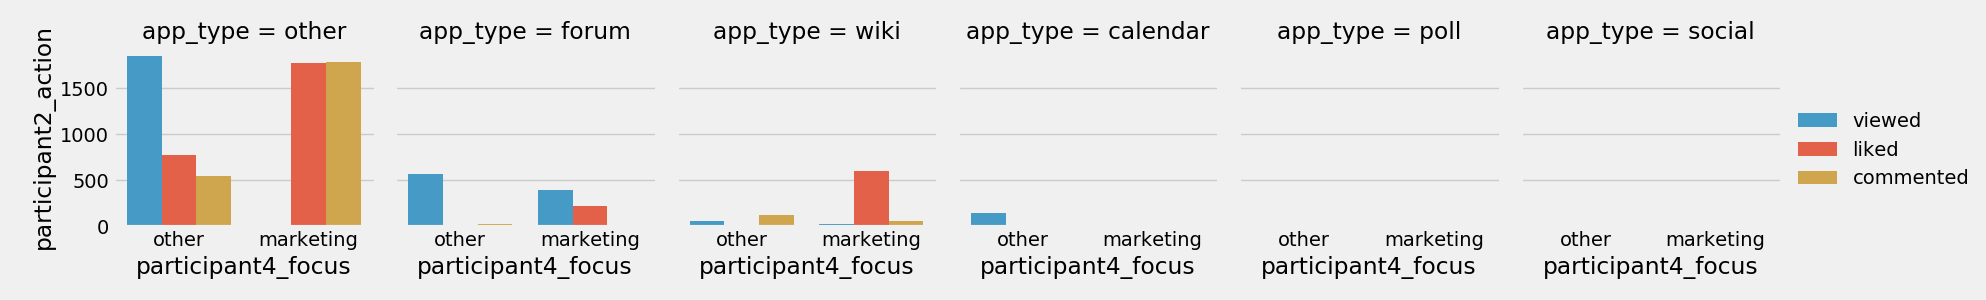 app_type = other
app_type = forum
app_type = wiki
app_type = calendar
app_type = poll
app_type = social
participant2_action
1500
1000
500
0
viewed
liked
commented
other marketing
other marketing
other marketing
other marketing
other marketing
other marketing
participant4_focus
participant4_focus
participant4_focus
participant4_focus
participant4_focus
participant4_focus